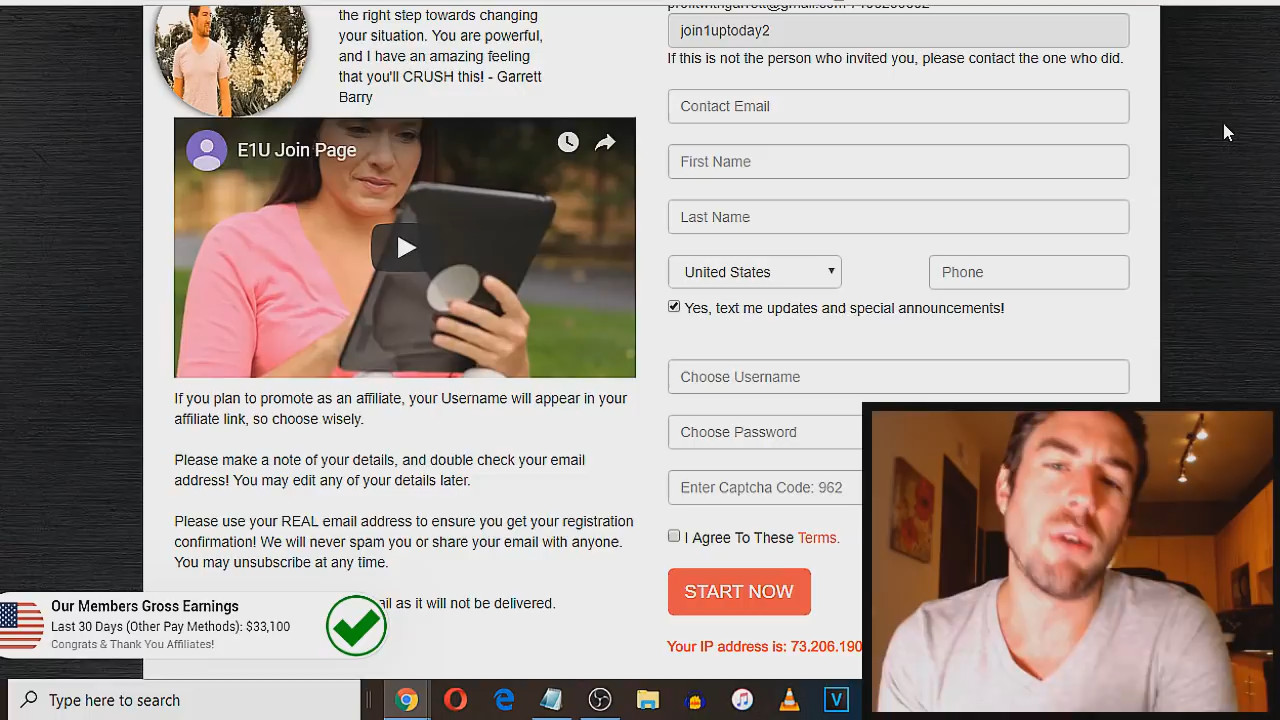 the right step towards changing
your situation. You are powerful,
and I have an amazing feeling
that you'll CRUSH this! - Garrett
Barry
E1U Join Page
If you plan to promote as an affiliate, your Username will appear in your
affiliate link, so choose wisely.
Please make a note of your details, and double check your email
address! You may edit any of your details later.
Please use your REAL email address to ensure you get your registration
confirmation! We will never spam you or share your email with anyone.
You may unsubscribe at any time.
as it will not be delivered.
Our Members Gross Earnings
Last 30 Days (Other Pay Methods): $33,100
Congrats & Thank You Affiliates!
join1uptoday2
If this is not the person who invited you, please contact the one who did.
Contact Email
First Name
Last Name
United States
Phone
Yes, text me updates and special announcements!
Choose Username
Choose Password
Enter Captcha Code: 962
I Agree To These Terms.
START NOW
Your IP address is: 73.206.190
Type here to search
V